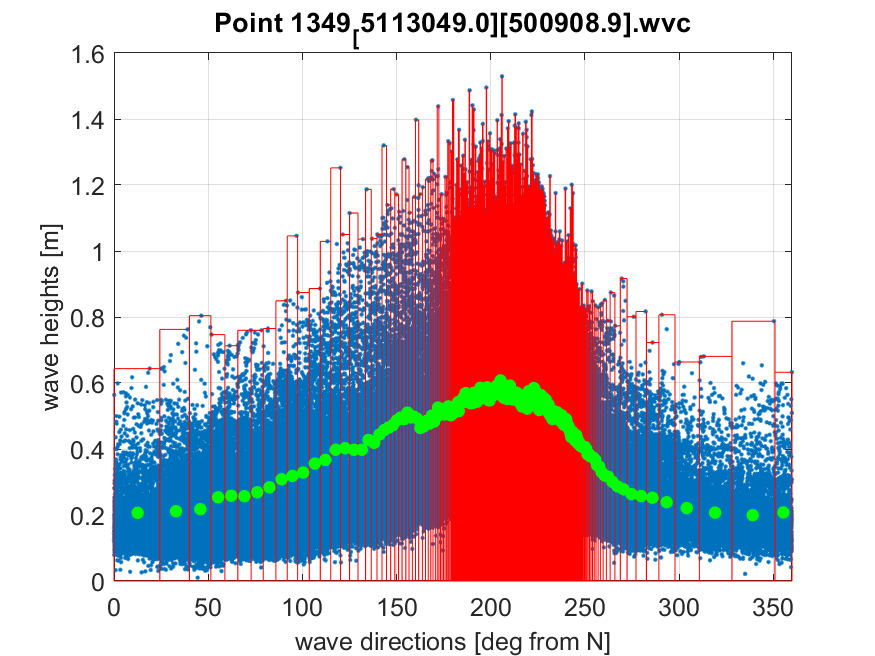 Point 1349[5113049.0][500908.9].wvc
1.6
1.4
1.2
1
0.8
0.6
0.4
0.2
0
wave heights [m]
0 50 100 150 200 250 300 350
wave directions [deg from N]